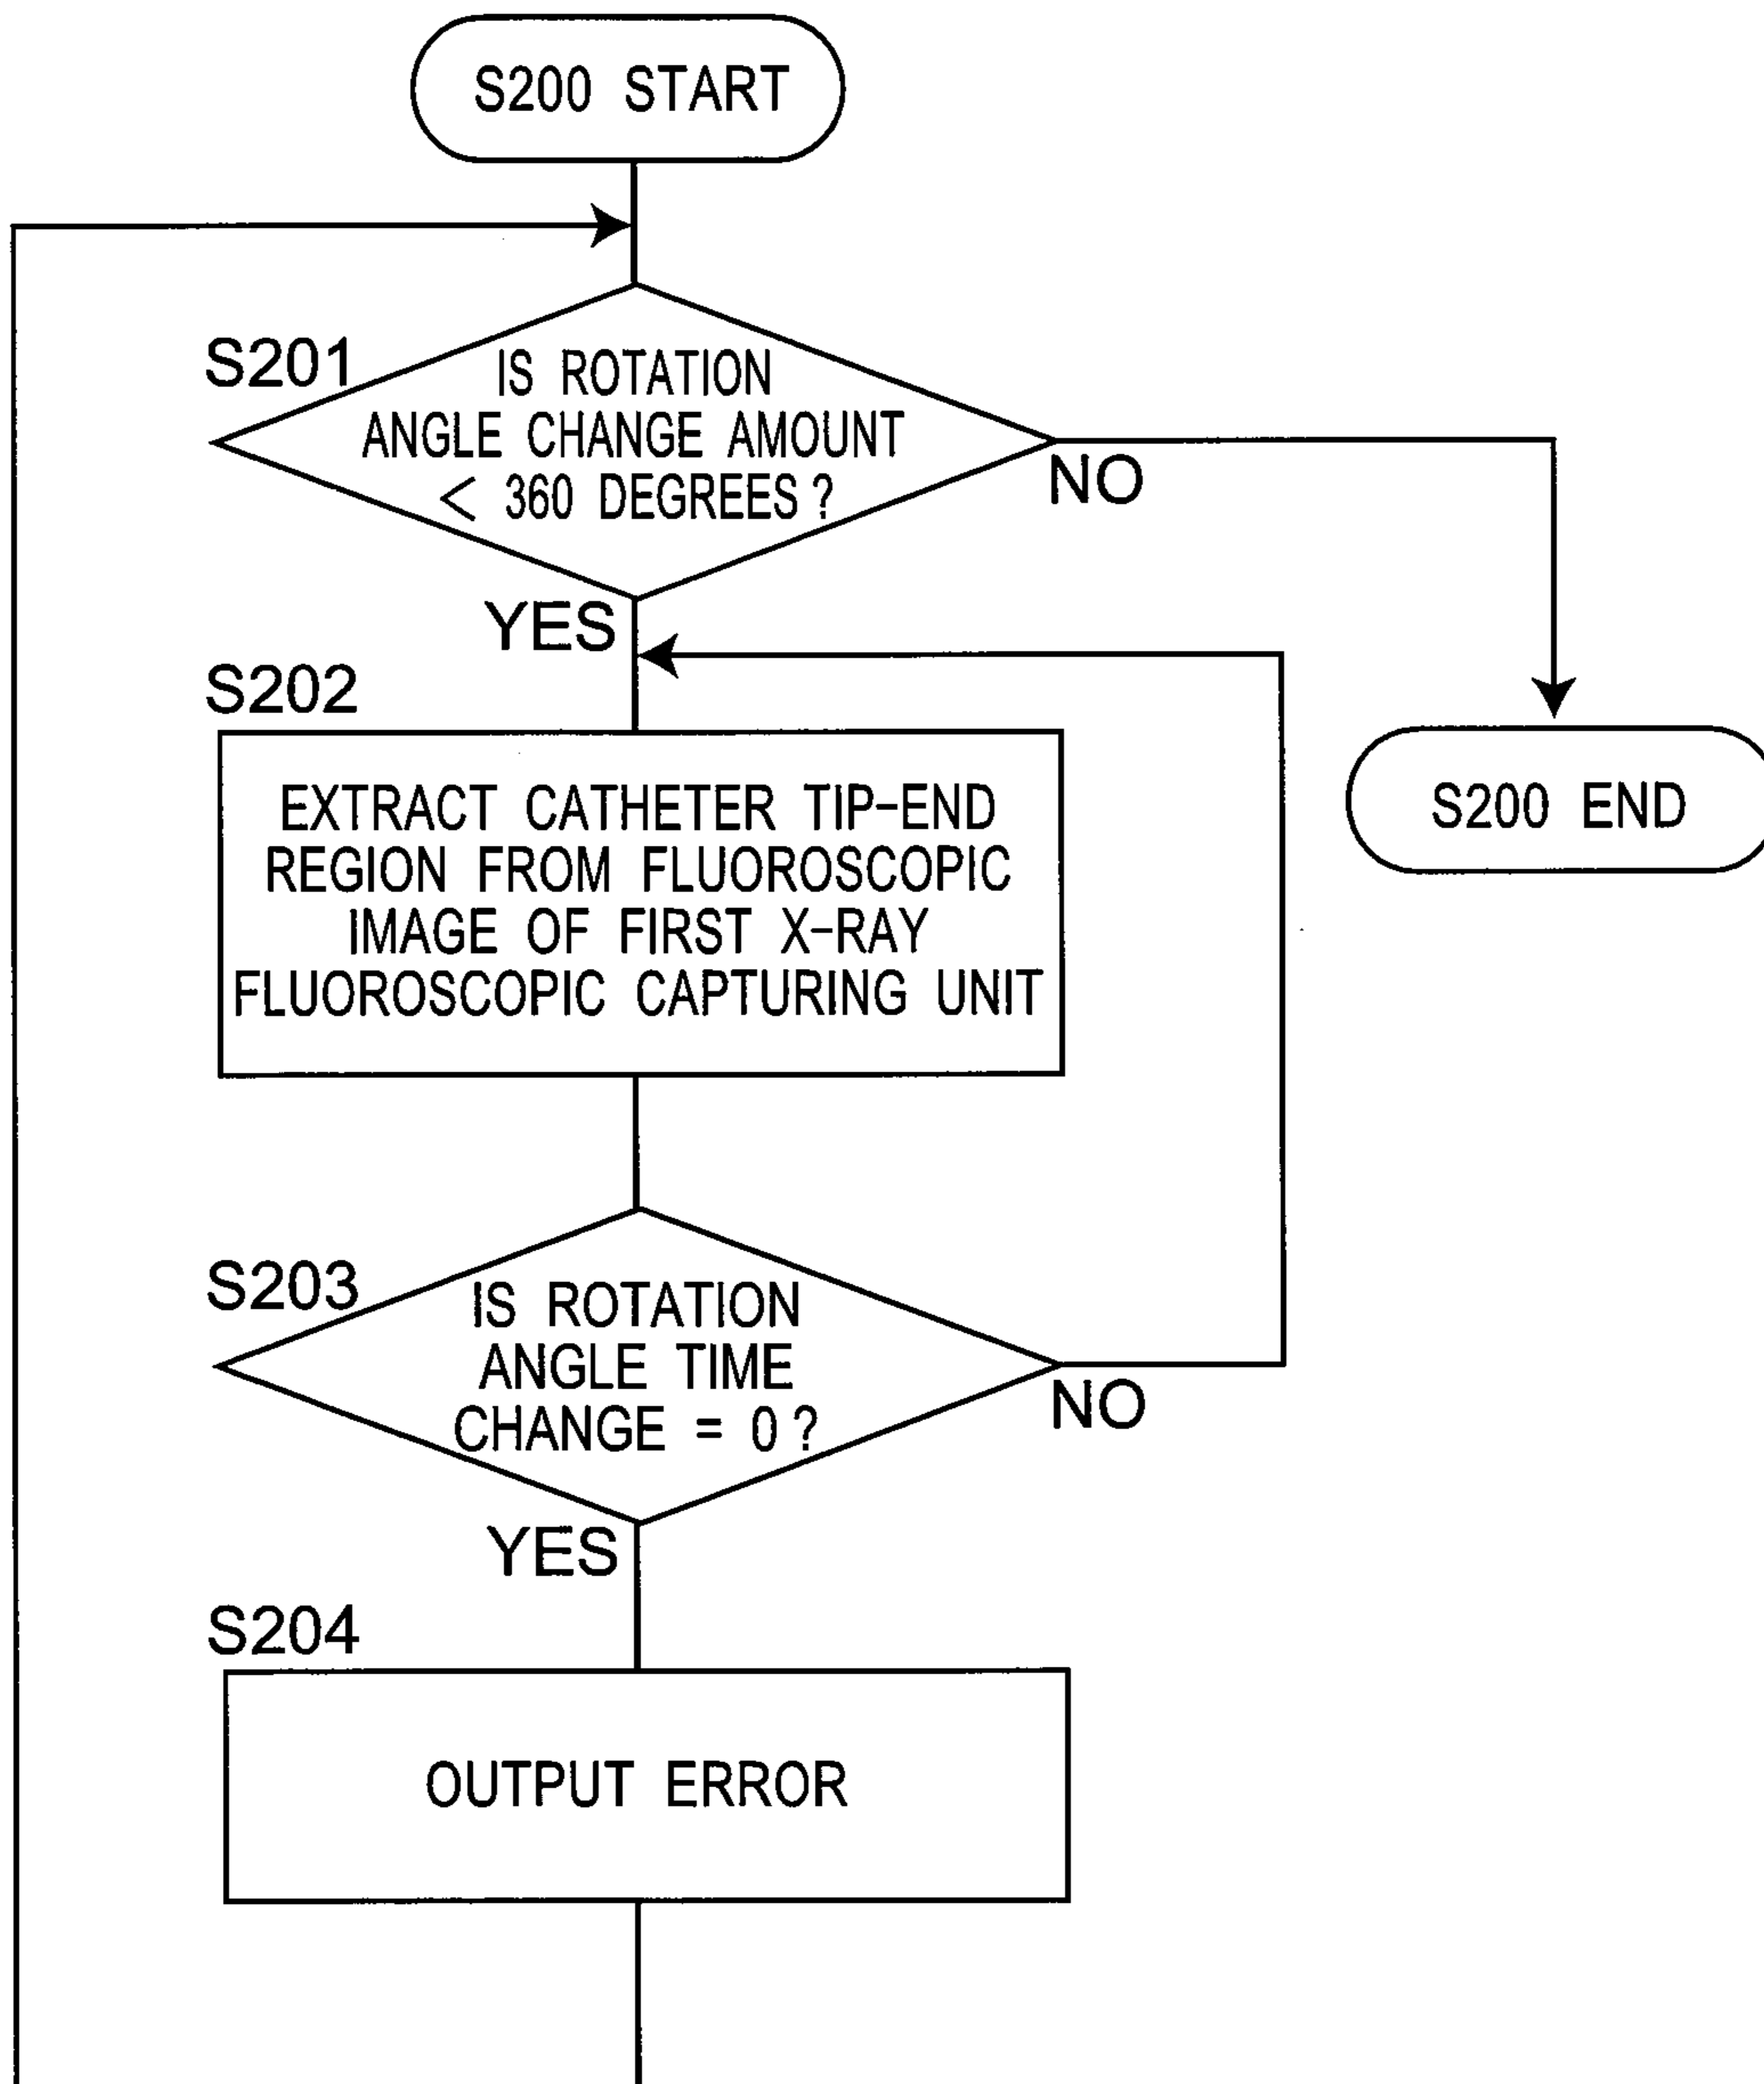 S200 START
S201
IS ROTATION
ANGLE CHANGE AMOUNT
< 360 DEGREES?
NO
YES
S202
EXTRACT CATHETER TIP-END
REGION FROM FLUOROSCOPIC
IMAGE OF FIRST X-RAY
FLUOROSCOPIC CAPTURING UNIT
S200 END
S203
IS ROTATION
ANGLE TIME
CHANGE = 0?
NO
YES
S204
OUTPUT ERROR